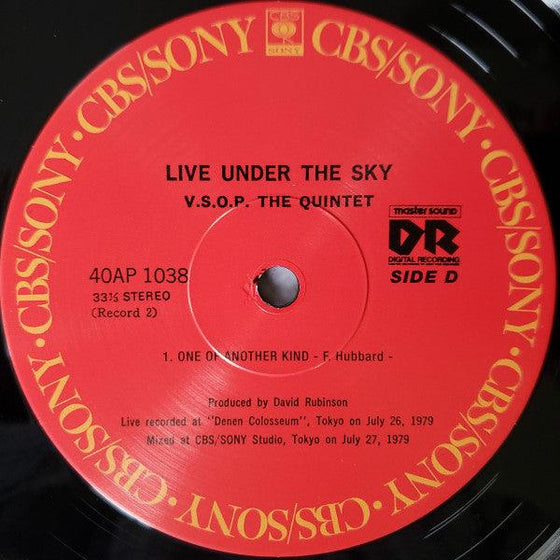 CBS
SONY
CBS/SONY · CBS/SONY · CBS/SONY · CBS/SONY · CBS/SONY · CBS/SONY · CBS/SONY · CBS/SONY
LIVE UNDER THE SKY
V.S.O.P. THE QUINTET
master sound
DR
DIGITAL RECORDING
SIDE D
40AP 1038
33⅓ STEREO
(Record 2)
1. ONE OF ANOTHER KIND - F. Hubbard -
Produced by David Rubinson
Live recorded at "Denen Colosseum", Tokyo on July 26, 1979
Mixed at CBS/SONY Studio, Tokyo on July 27, 1979